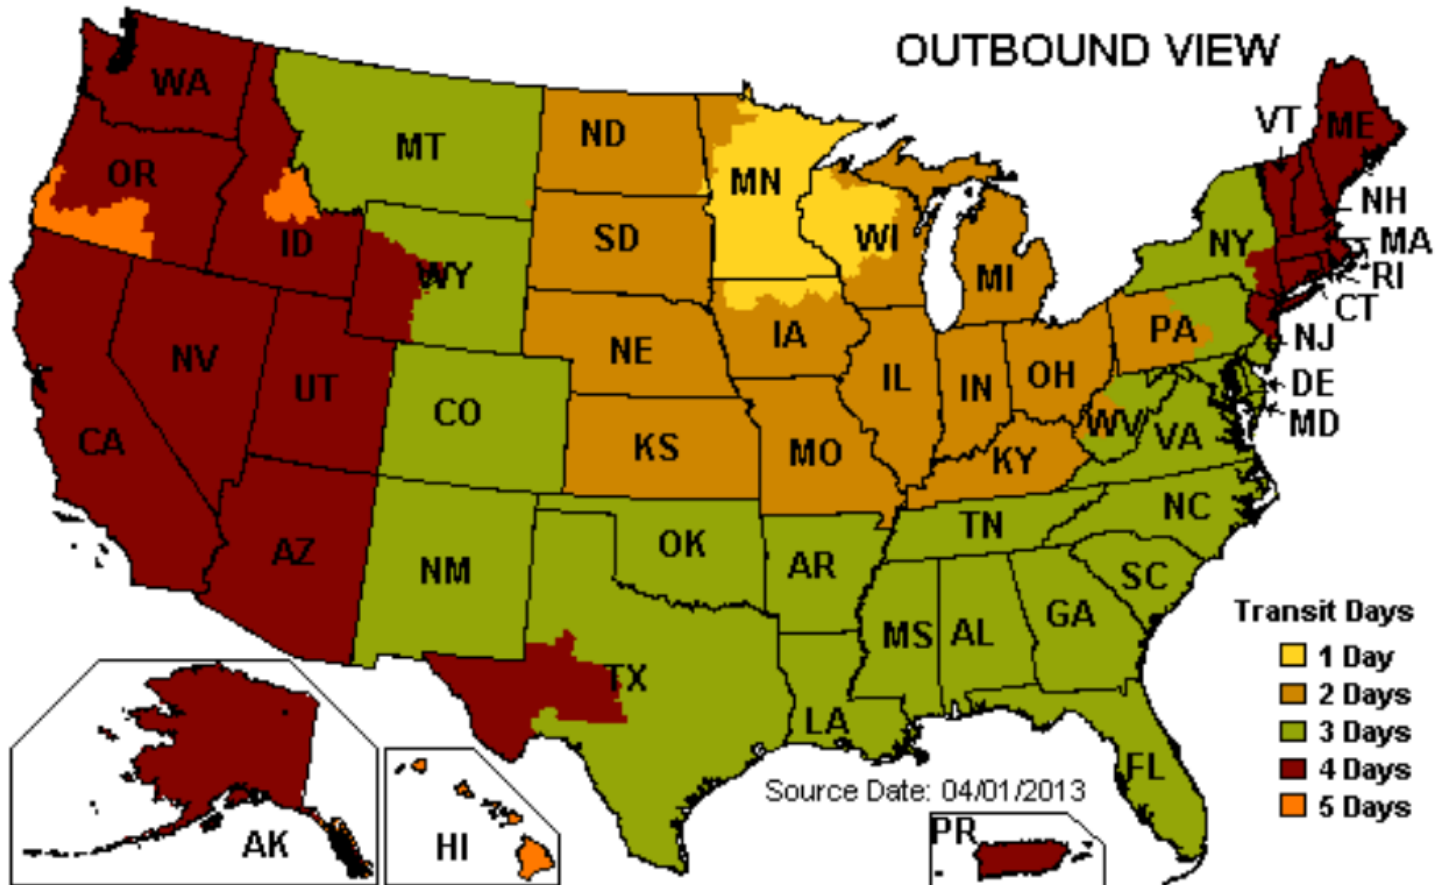 OUTBOUND VIEW
WA
MT
ND
MN
VT
ME
OR
ID
WY
SD
WI
MI
NY
NH
MA
RI
CT
NV
UT
CO
NE
IA
IL
IN
OH
PA
NJ
DE
MD
CA
KS
MO
KY
WV
VA
AZ
NM
OK
AR
TN
NC
SC
MS
AL
GA
TX
LA
FL
Transit Days
1 Day
2 Days
3 Days
4 Days
5 Days
Source Date: 04/01/2013
AK
HI
PR